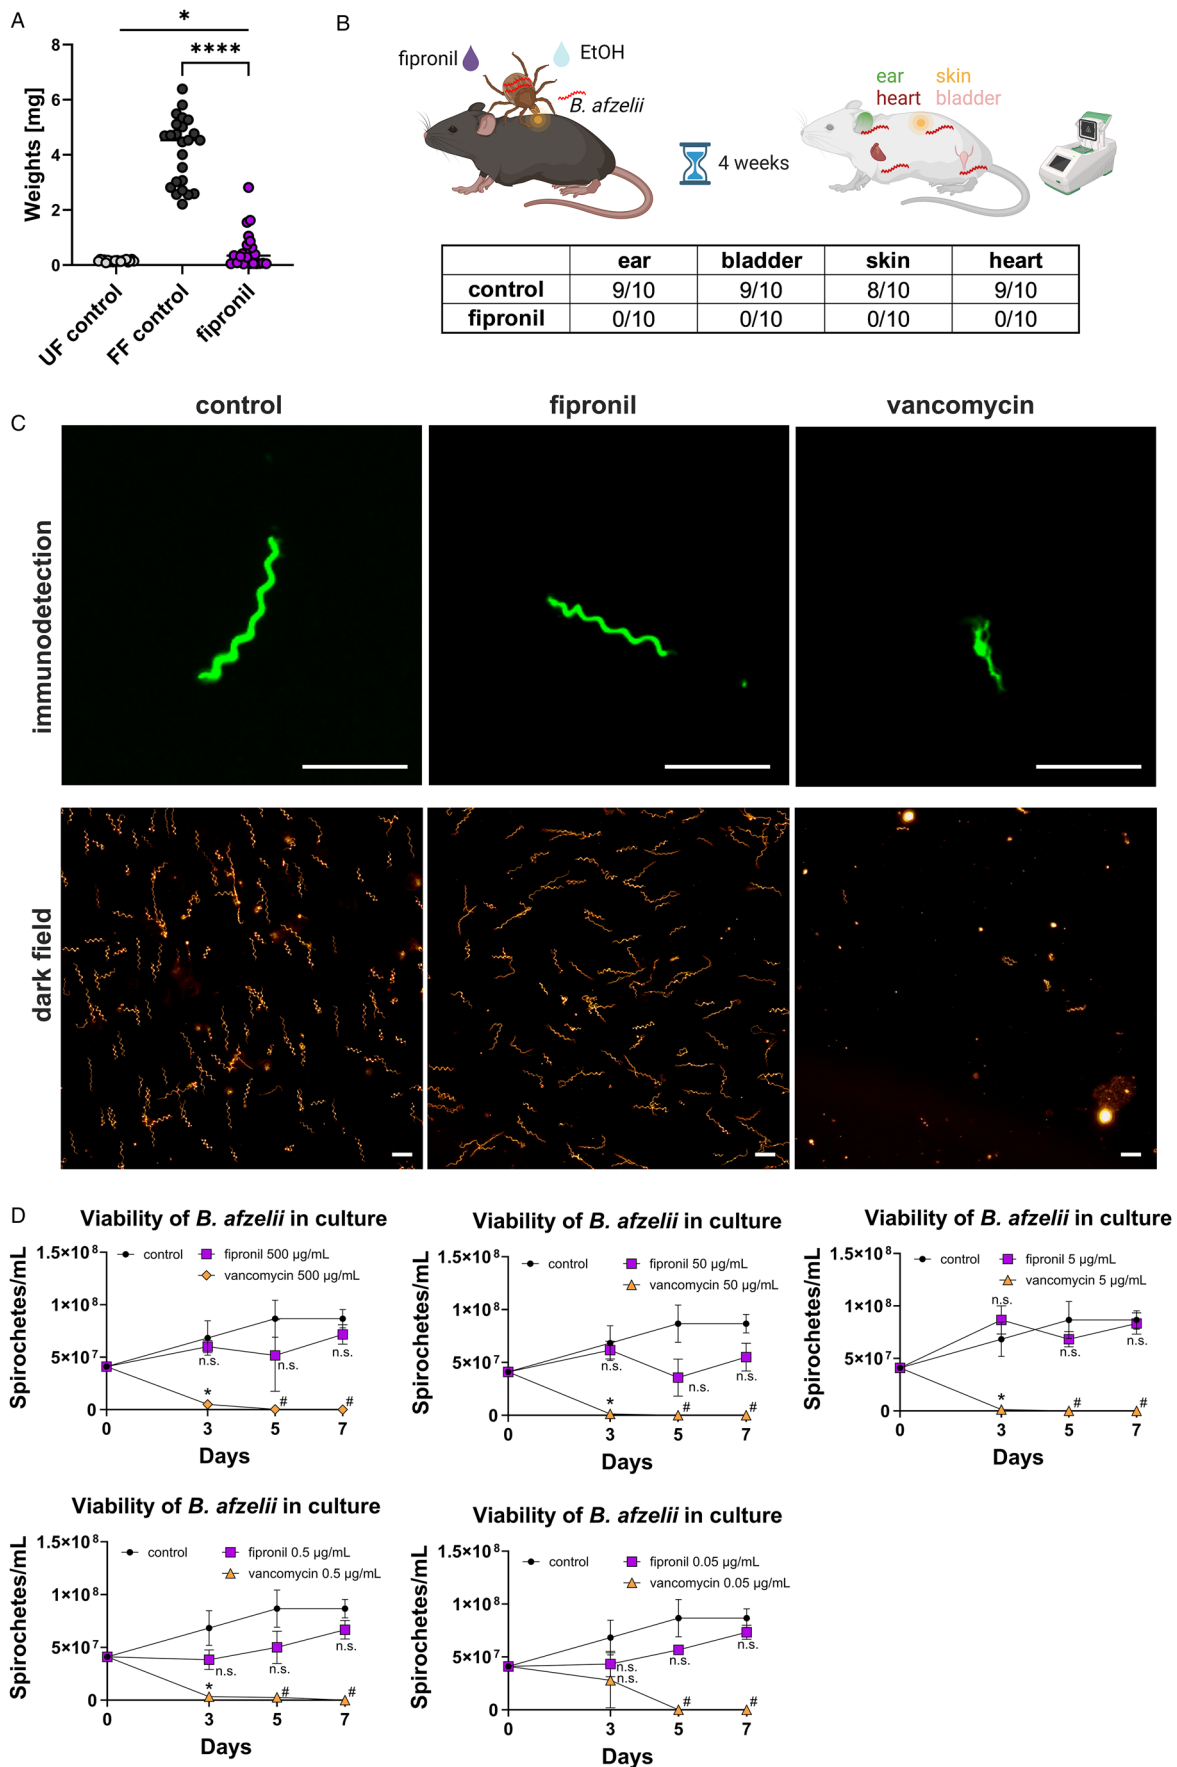 A
*
****
8
6
4
2
0
Weights [mg]
UF control
FF control
fipronil
B
fipronil
EtOH
B. afzelii
4 weeks
ear skin
heart bladder
ear bladder skin heart
control 9/10 9/10 8/10 9/10
fipronil 0/10 0/10 0/10 0/10
C
control fipronil vancomycin
immunodetection
dark field
D
Viability of B. afzelii in culture
Spirochetes/mL
1.5×10⁸
1×10⁸
5×10⁷
0
control
fipronil 500 µg/mL
vancomycin 500 µg/mL
n.s.
n.s.
n.s.
*
#
#
0 3 5 7
Days
Viability of B. afzelii in culture
Spirochetes/mL
1.5×10⁸
1×10⁸
5×10⁷
0
control
fipronil 50 µg/mL
vancomycin 50 µg/mL
n.s.
n.s.
n.s.
*
#
#
0 3 5 7
Days
Viability of B. afzelii in culture
Spirochetes/mL
1.5×10⁸
1×10⁸
5×10⁷
0
control
fipronil 5 µg/mL
vancomycin 5 µg/mL
n.s.
n.s.
n.s.
*
#
#
0 3 5 7
Days
Viability of B. afzelii in culture
Spirochetes/mL
1.5×10⁸
1×10⁸
5×10⁷
0
control
fipronil 0.5 µg/mL
vancomycin 0.5 µg/mL
n.s.
n.s.
n.s.
*
#
#
0 3 5 7
Days
Viability of B. afzelii in culture
Spirochetes/mL
1.5×10⁸
1×10⁸
5×10⁷
0
control
fipronil 0.05 µg/mL
vancomycin 0.05 µg/mL
n.s.
n.s.
n.s.
n.s.
#
#
0 3 5 7
Days